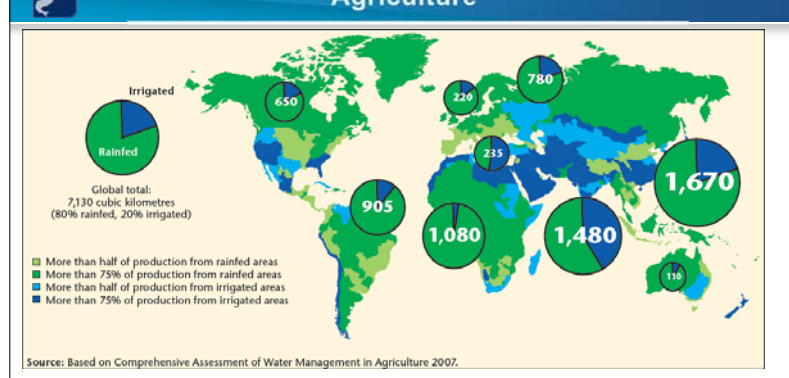 Agriculture
Irrigated
Rainfed
Global total:
7,130 cubic kilometres
(80% rainfed, 20% irrigated)
650
220
780
235
1,670
905
1,080
1,480
110
More than half of production from rainfed areas
More than 75% of production from rainfed areas
More than half of production from irrigated areas
More than 75% of production from irrigated areas
Source: Based on Comprehensive Assessment of Water Management in Agriculture 2007.